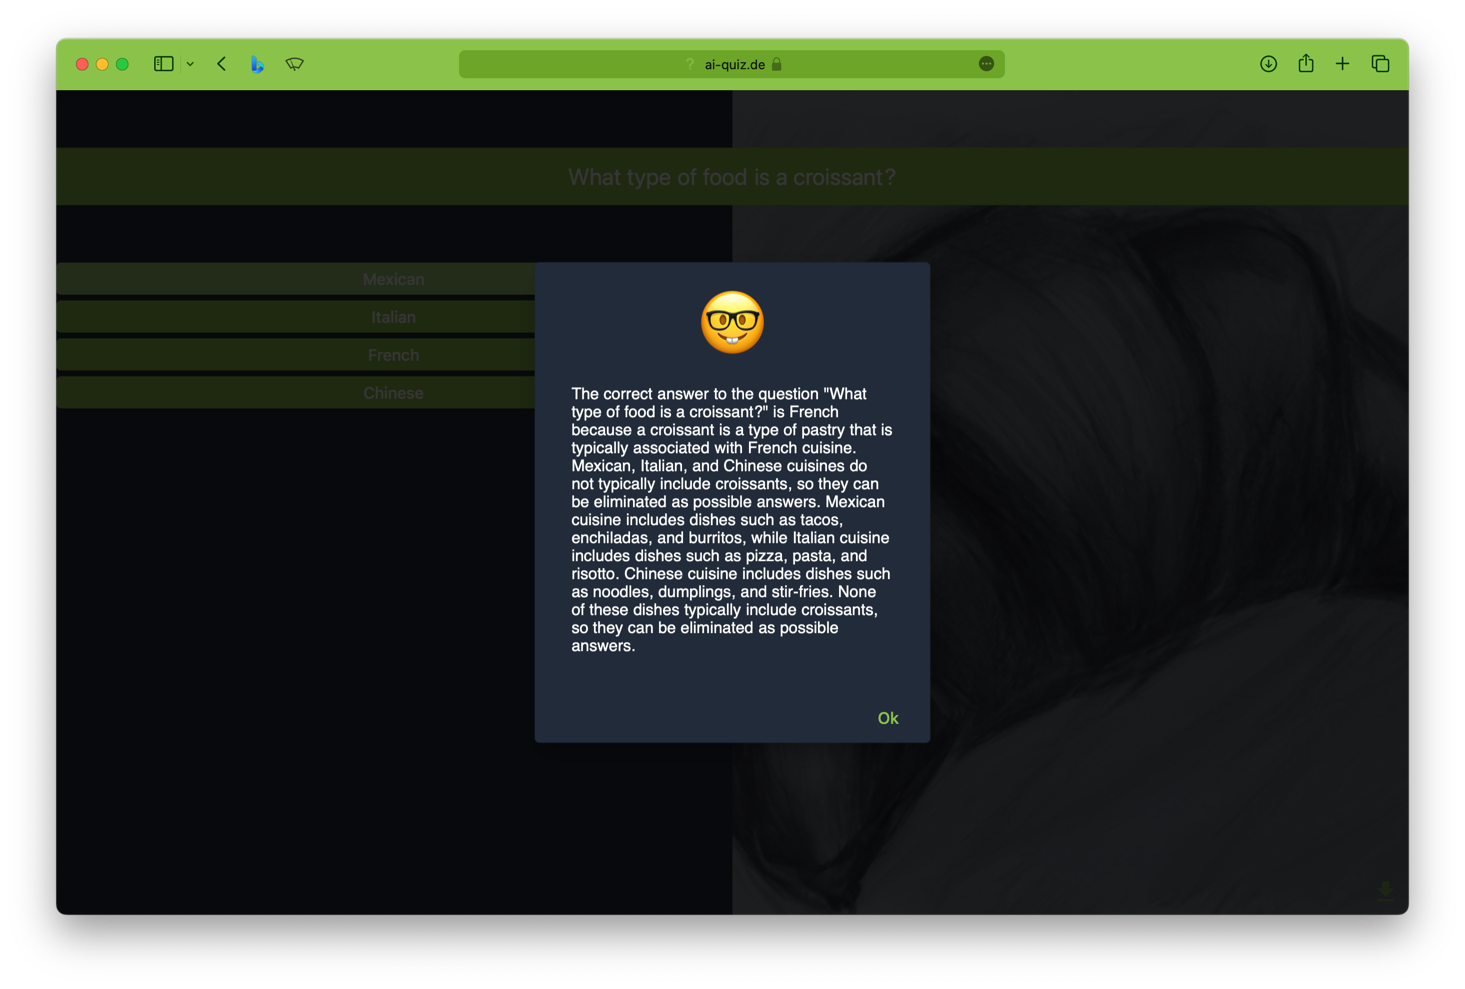 ? ai-quiz.de
What type of food is a croissant?
Mexican
Italian
French
Chinese
The correct answer to the question "What
type of food is a croissant?" is French
because a croissant is a type of pastry that is
typically associated with French cuisine.
Mexican, Italian, and Chinese cuisines do
not typically include croissants, so they can
be eliminated as possible answers. Mexican
cuisine includes dishes such as tacos,
enchiladas, and burritos, while Italian cuisine
includes dishes such as pizza, pasta, and
risotto. Chinese cuisine includes dishes such
as noodles, dumplings, and stir-fries. None
of these dishes typically include croissants,
so they can be eliminated as possible
answers.
Ok